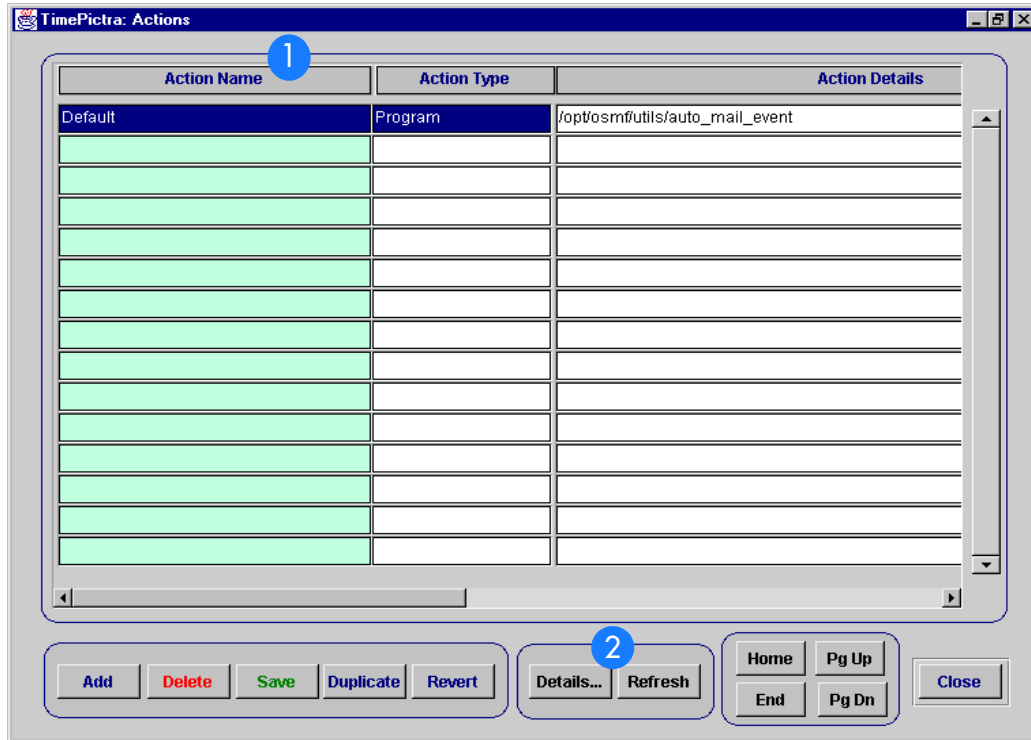 TimePictra: Actions
1
Action Name Action Type Action Details
Default Program /opt/osmf/utils/auto_mail_event
2
Add Delete Save Duplicate Revert Details... Refresh Home Pg Up Close
End Pg Dn